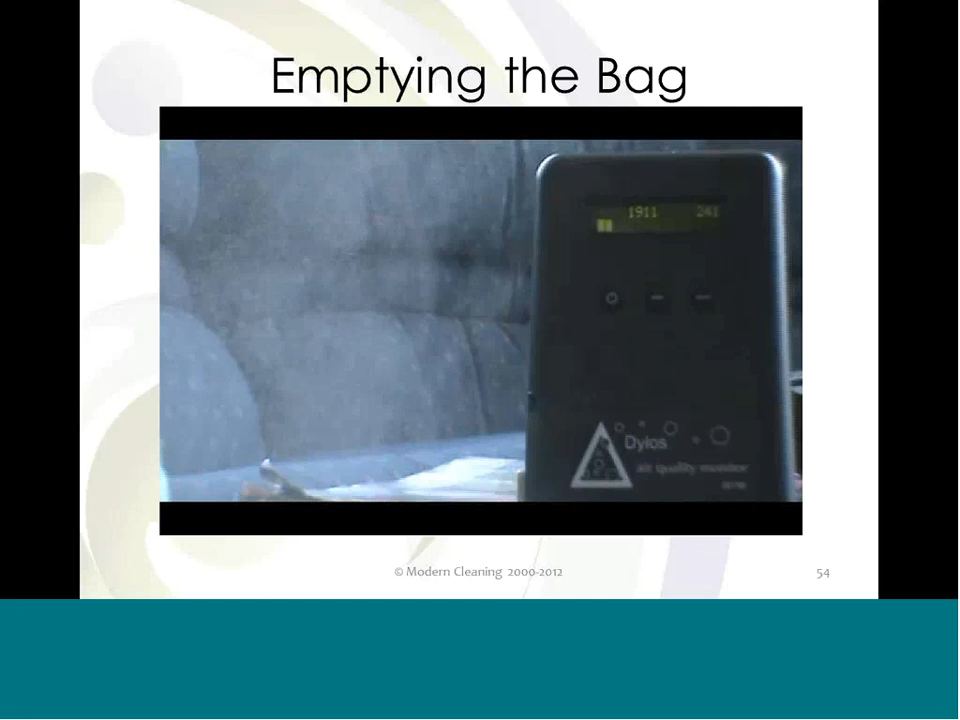 Emptying the Bag
1911 241
Dylos
air quality monitor
© Modern Cleaning 2000-2012 54